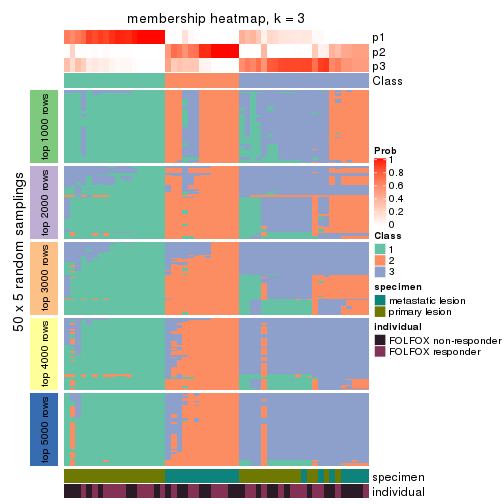 membership heatmap, k = 3
p1
p2
p3
Class
50 x 5 random samplings
top 1000 rows
top 2000 rows
top 3000 rows
top 4000 rows
top 5000 rows
specimen
individual
Prob
1
0.8
0.6
0.4
0.2
0
Class
1
2
3
specimen
metastatic lesion
primary lesion
individual
FOLFOX non-responder
FOLFOX responder